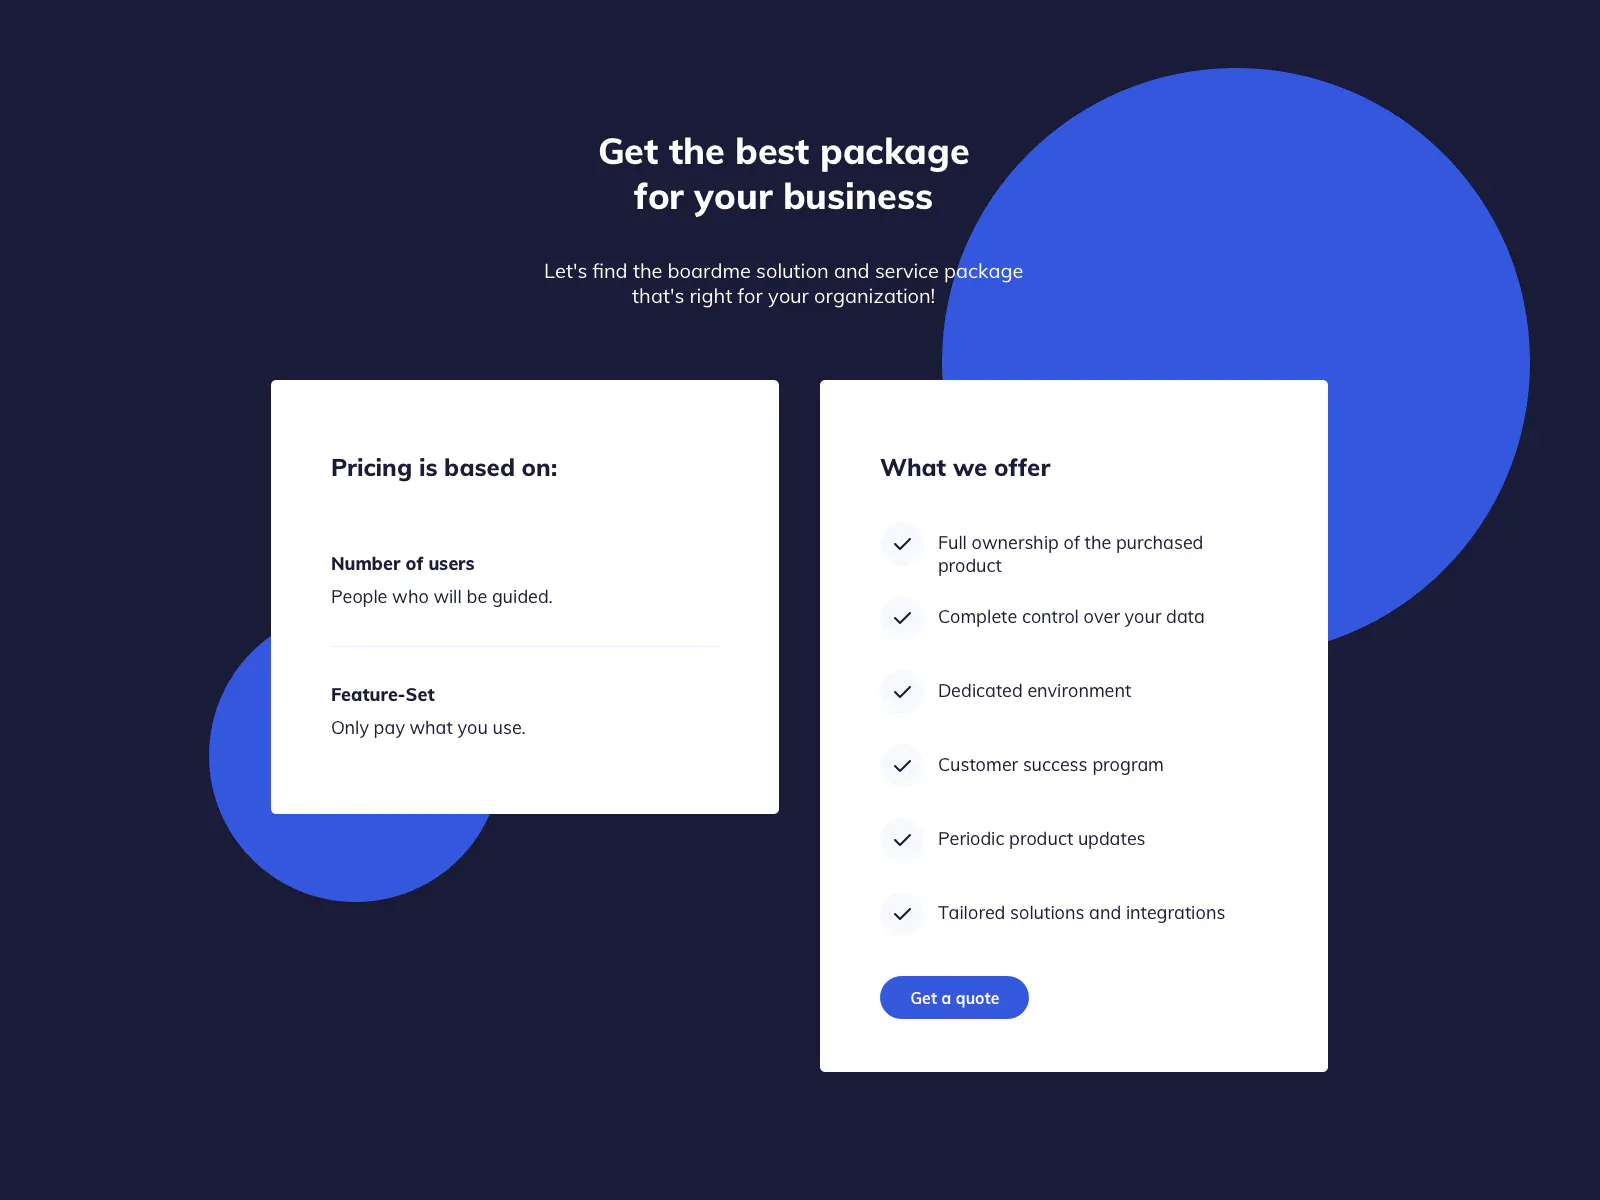 Get the best package
for your business
Let's find the boardme solution and service package
that's right for your organization!
Pricing is based on:
Number of users
People who will be guided.
Feature-Set
Only pay what you use.
What we offer
Full ownership of the purchased
product
Complete control over your data
Dedicated environment
Customer success program
Periodic product updates
Tailored solutions and integrations
Get a quote